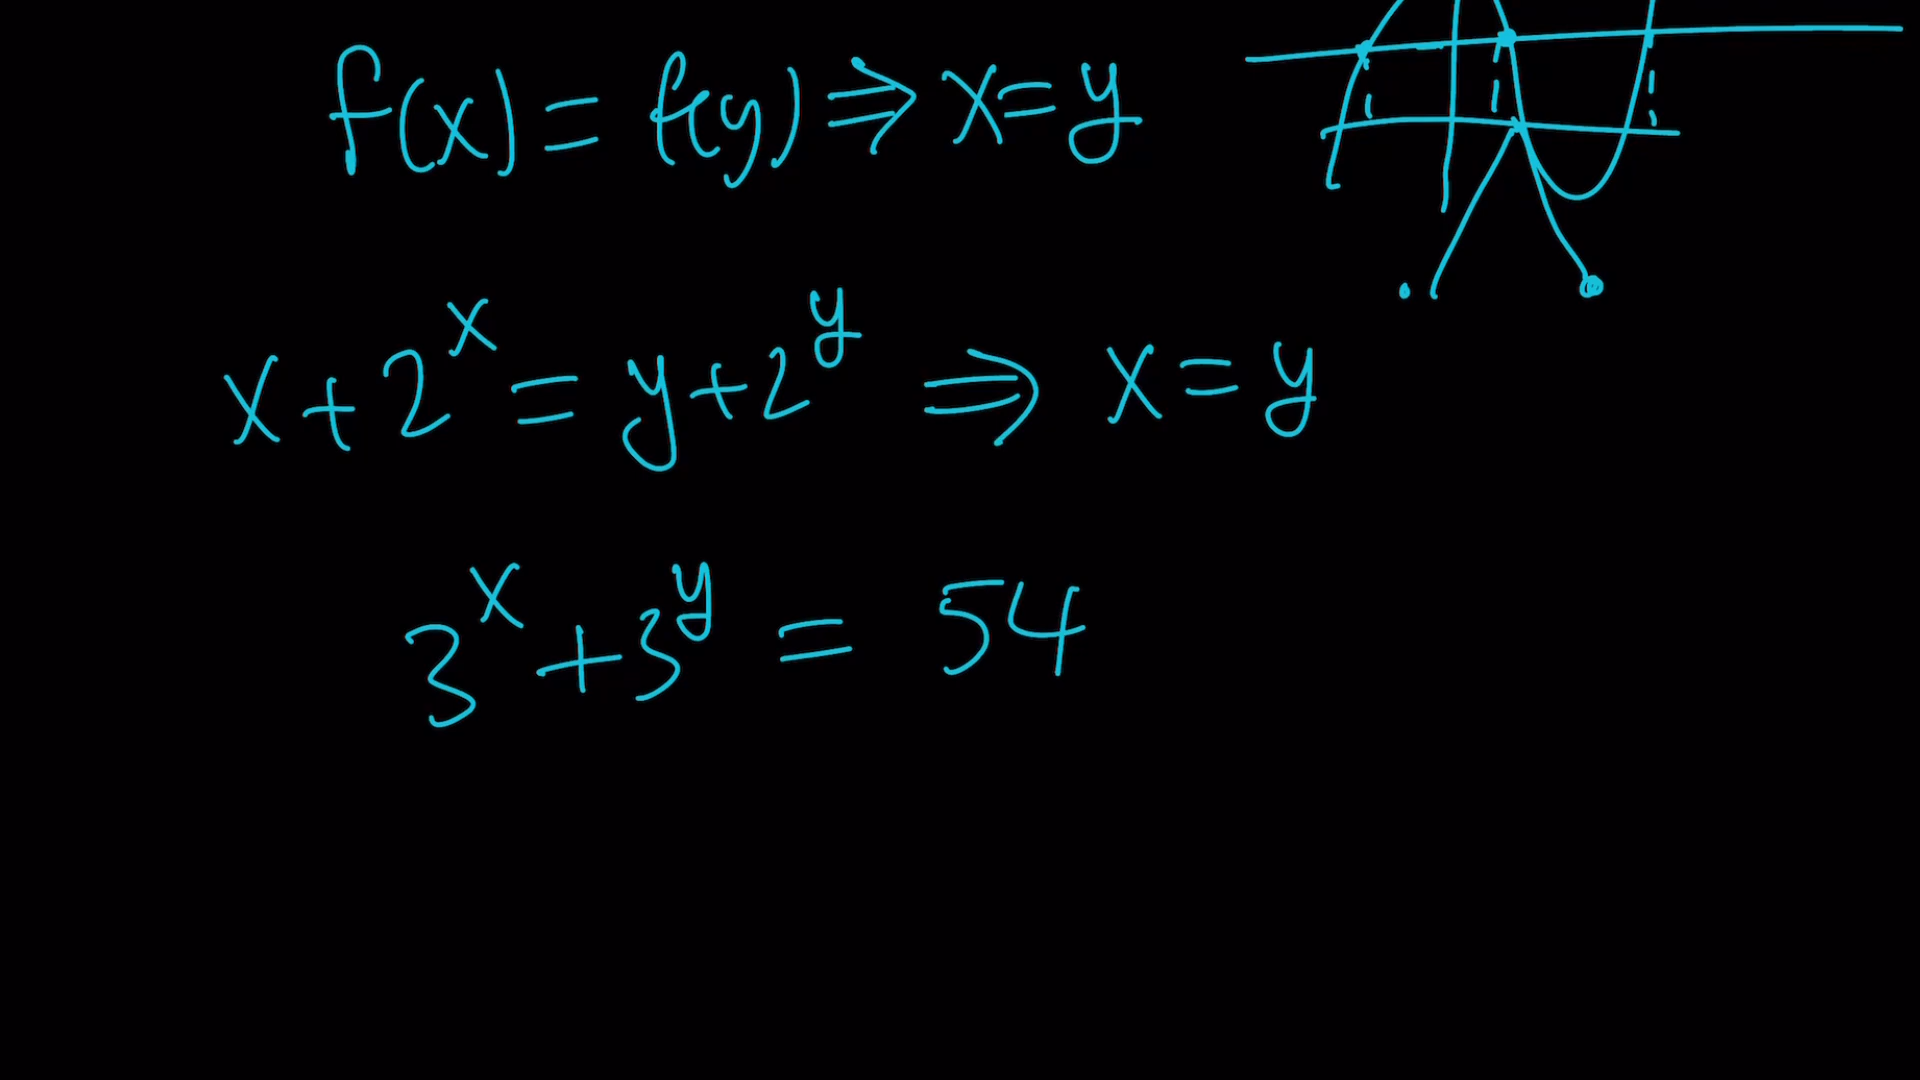 f(x) = f(y) ⇒ x = y
x + 2^x = y + 2^y ⇒ x = y
3^x + 3^y = 54